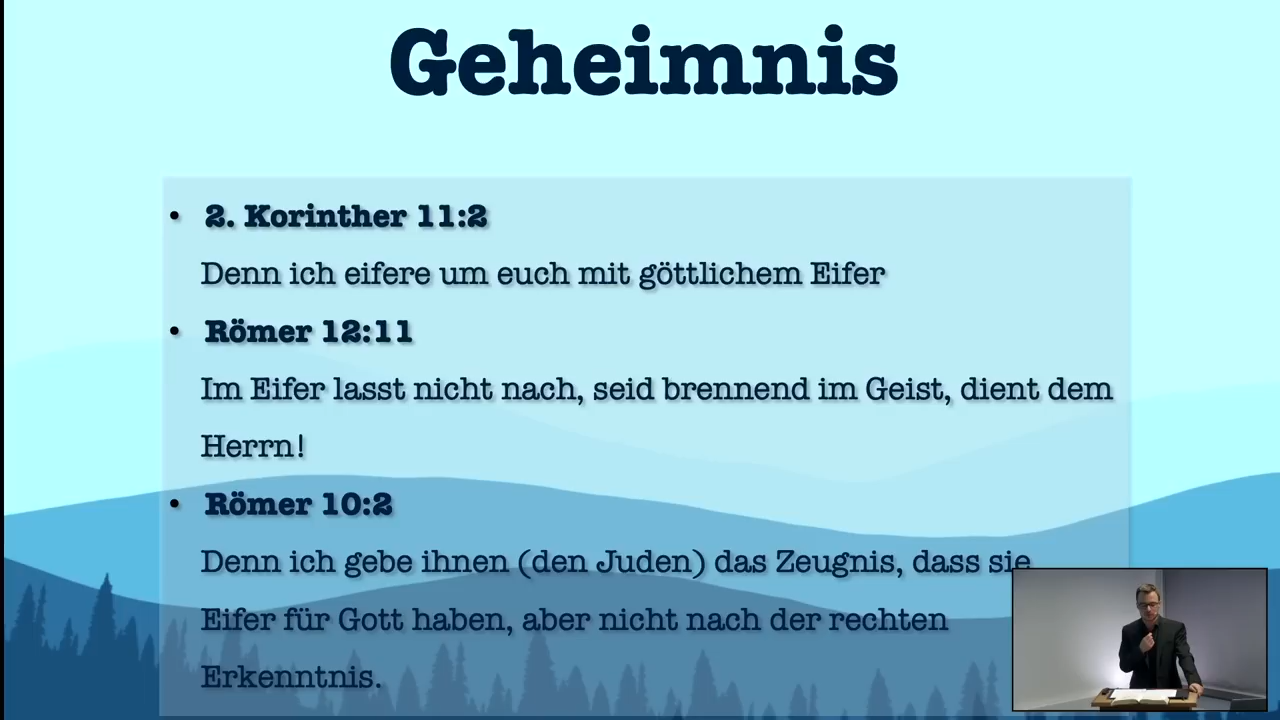 Geheimnis
• 2. Korinther 11:2
Denn ich eifere um euch mit göttlichem Eifer
• Römer 12:11
Im Eifer lasst nicht nach, seid brennend im Geist, dient dem
Herrn!
• Römer 10:2
Denn ich gebe ihnen (den Juden) das Zeugnis, dass sie
Eifer für Gott haben, aber nicht nach der rechten
Erkenntnis.